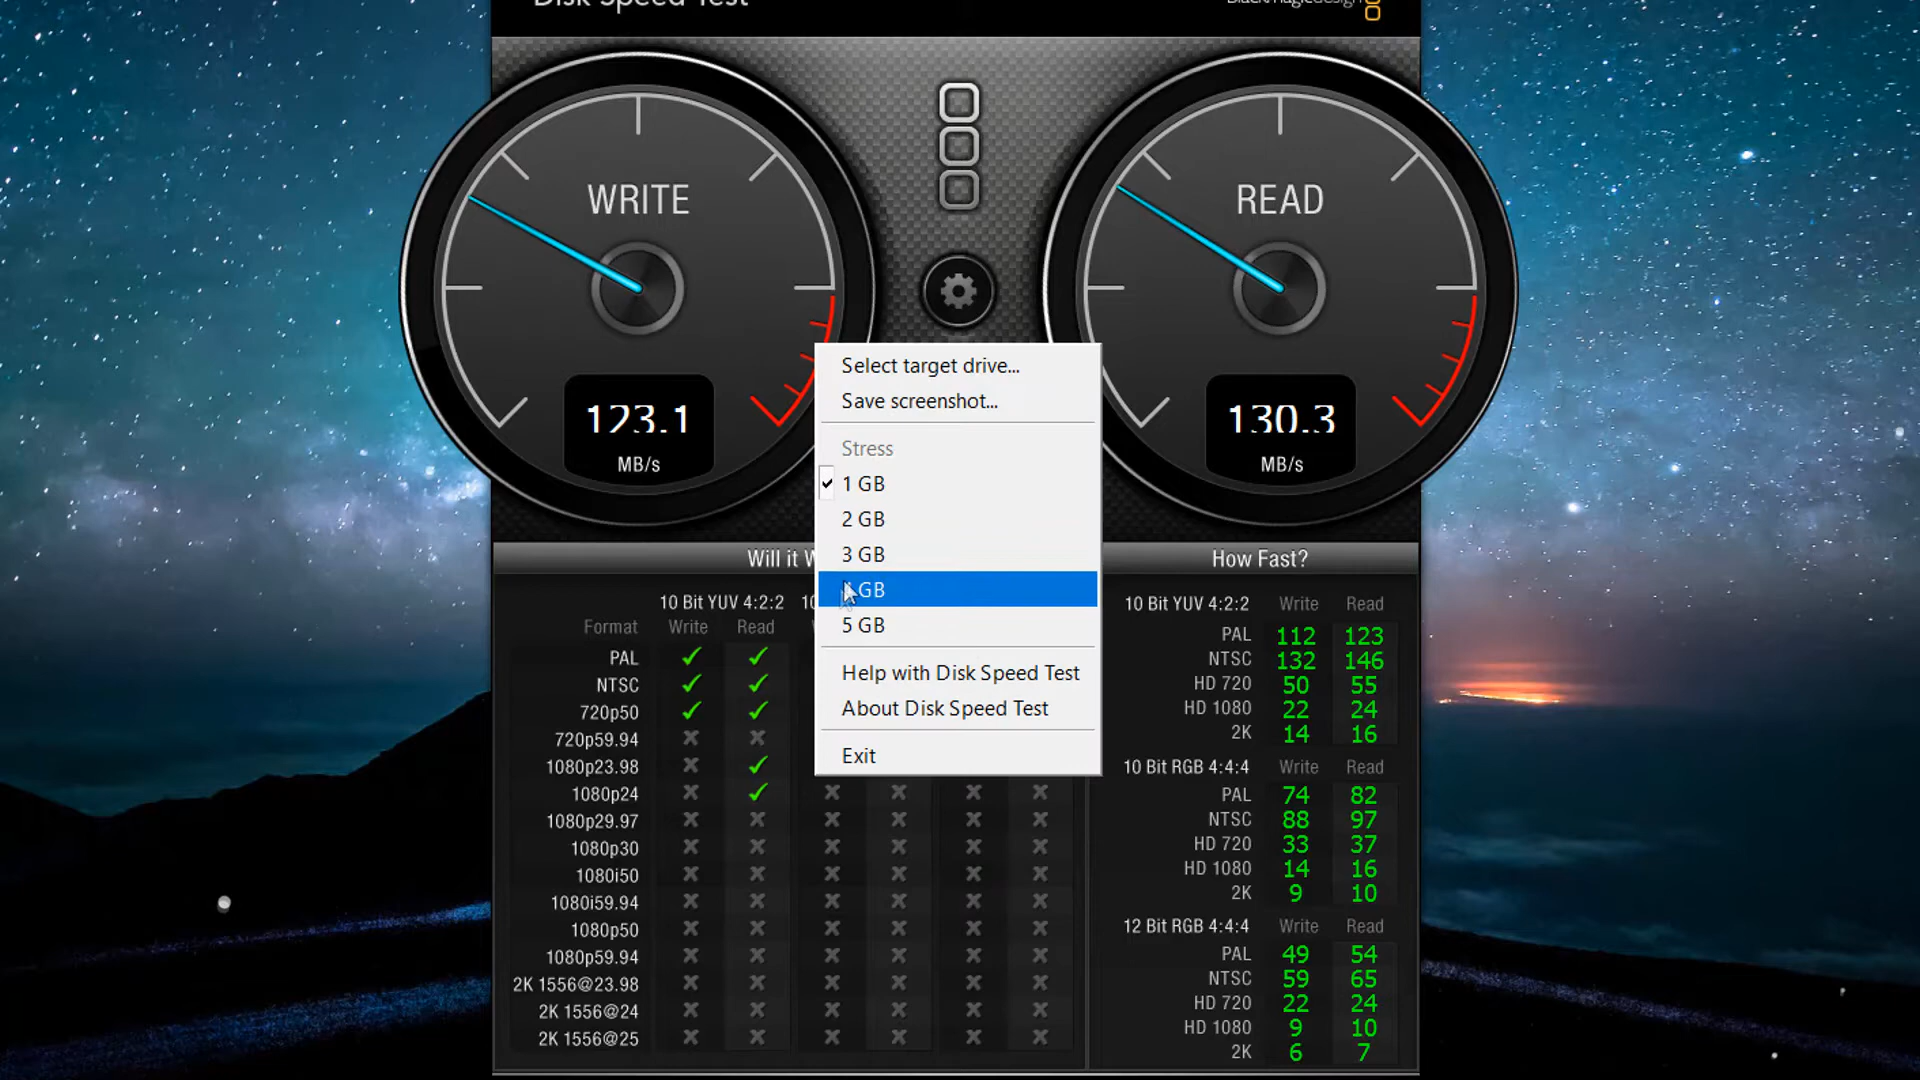 Disk Speed Test
Blackmagicdesign
WRITE
123.1
MB/s
READ
130.3
MB/s
Select target drive...
Save screenshot...
Stress
✓ 1 GB
2 GB
3 GB
GB
5 GB
Help with Disk Speed Test
About Disk Speed Test
Exit
Will it W
10 Bit YUV 4:2:2 10
Format Write Read
PAL ✓ ✓
NTSC ✓ ✓
720p50 ✓ ✓
720p59.94 x x
1080p23.98 x ✓
1080p24 x ✓ x x x x
1080p29.97 x x x x x x
1080p30 x x x x x x
1080i50 x x x x x x
1080i59.94 x x x x x x
1080p50 x x x x x x
1080p59.94 x x x x x x
2K 1556@23.98 x x x x x x
2K 1556@24 x x x x x x
2K 1556@25 x x x x x x
How Fast?
10 Bit YUV 4:2:2 Write Read
PAL 112 123
NTSC 132 146
HD 720 50 55
HD 1080 22 24
2K 14 16
10 Bit RGB 4:4:4 Write Read
PAL 74 82
NTSC 88 97
HD 720 33 37
HD 1080 14 16
2K 9 10
12 Bit RGB 4:4:4 Write Read
PAL 49 54
NTSC 59 65
HD 720 22 24
HD 1080 9 10
2K 6 7